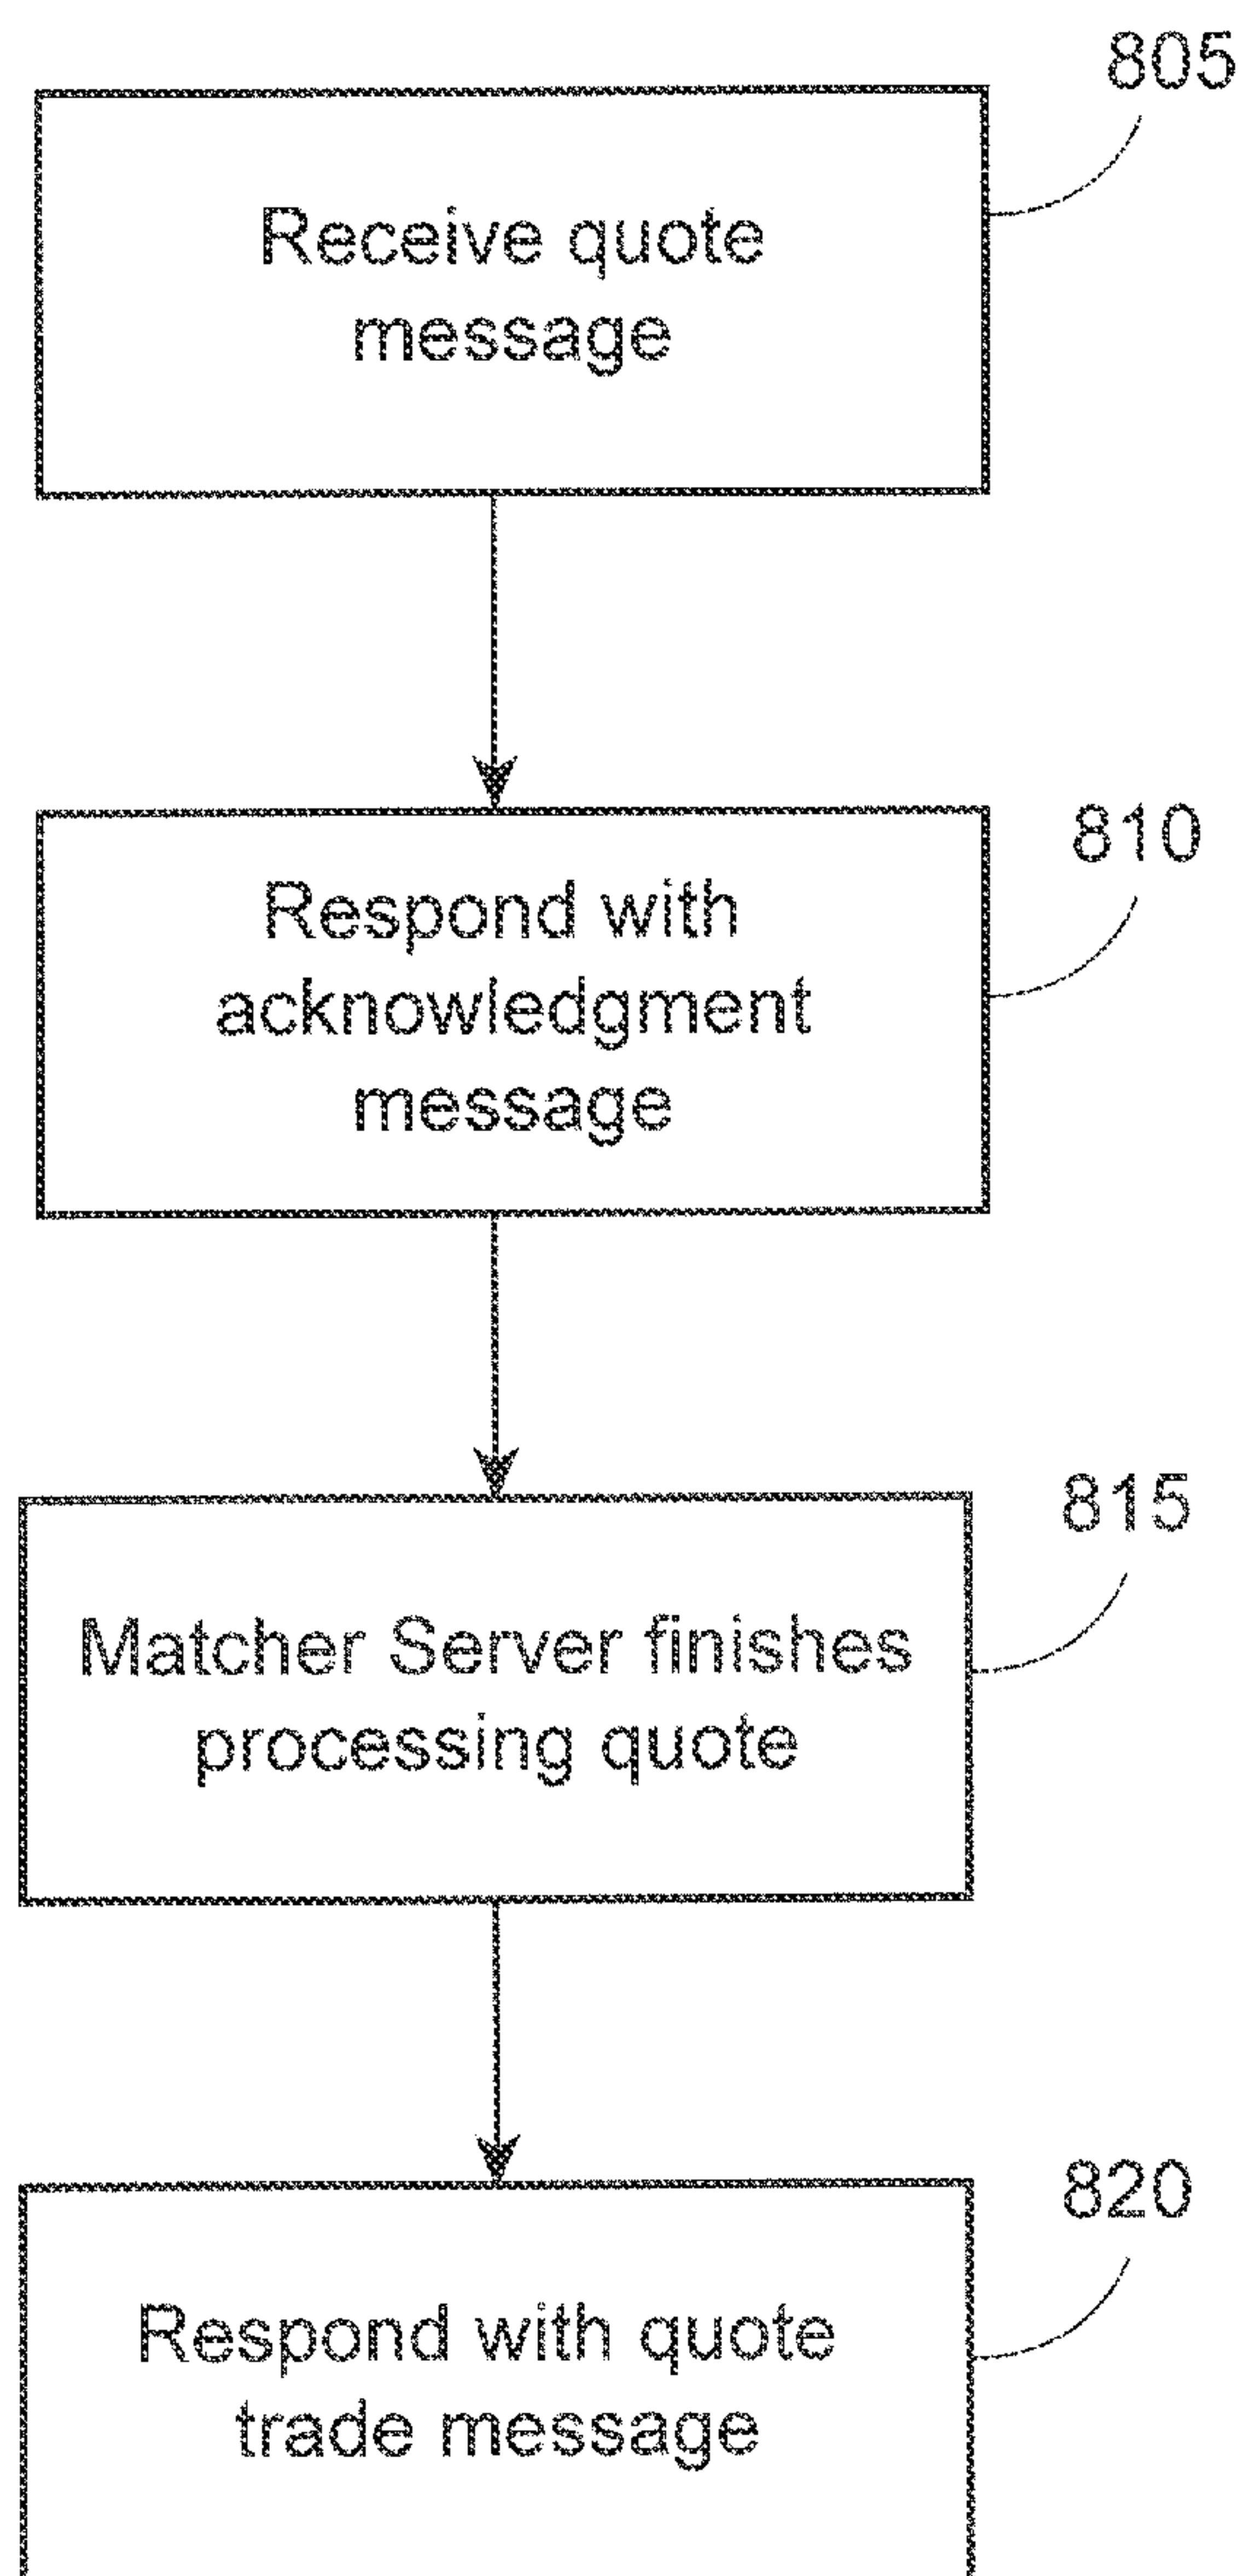 805
Receive quote
message
810
Respond with
acknowledgment
message
815
Matcher Server finishes
processing quote
820
Respond with quote
trade message